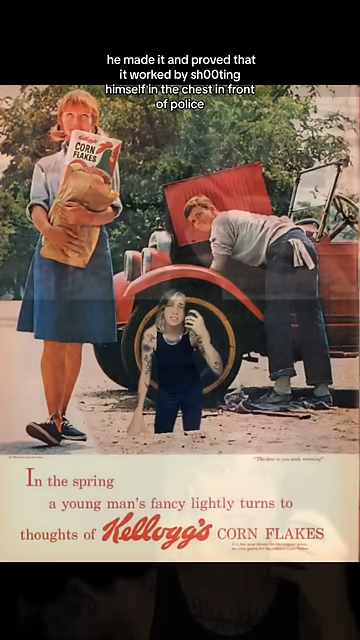 he made it and proved that
it worked by sh00ting
himself in the chest in front
of police
Kellogg's
CORN
FLAKES
In the spring
a young man's fancy lightly turns to
thoughts of Kellogg's CORN FLAKES